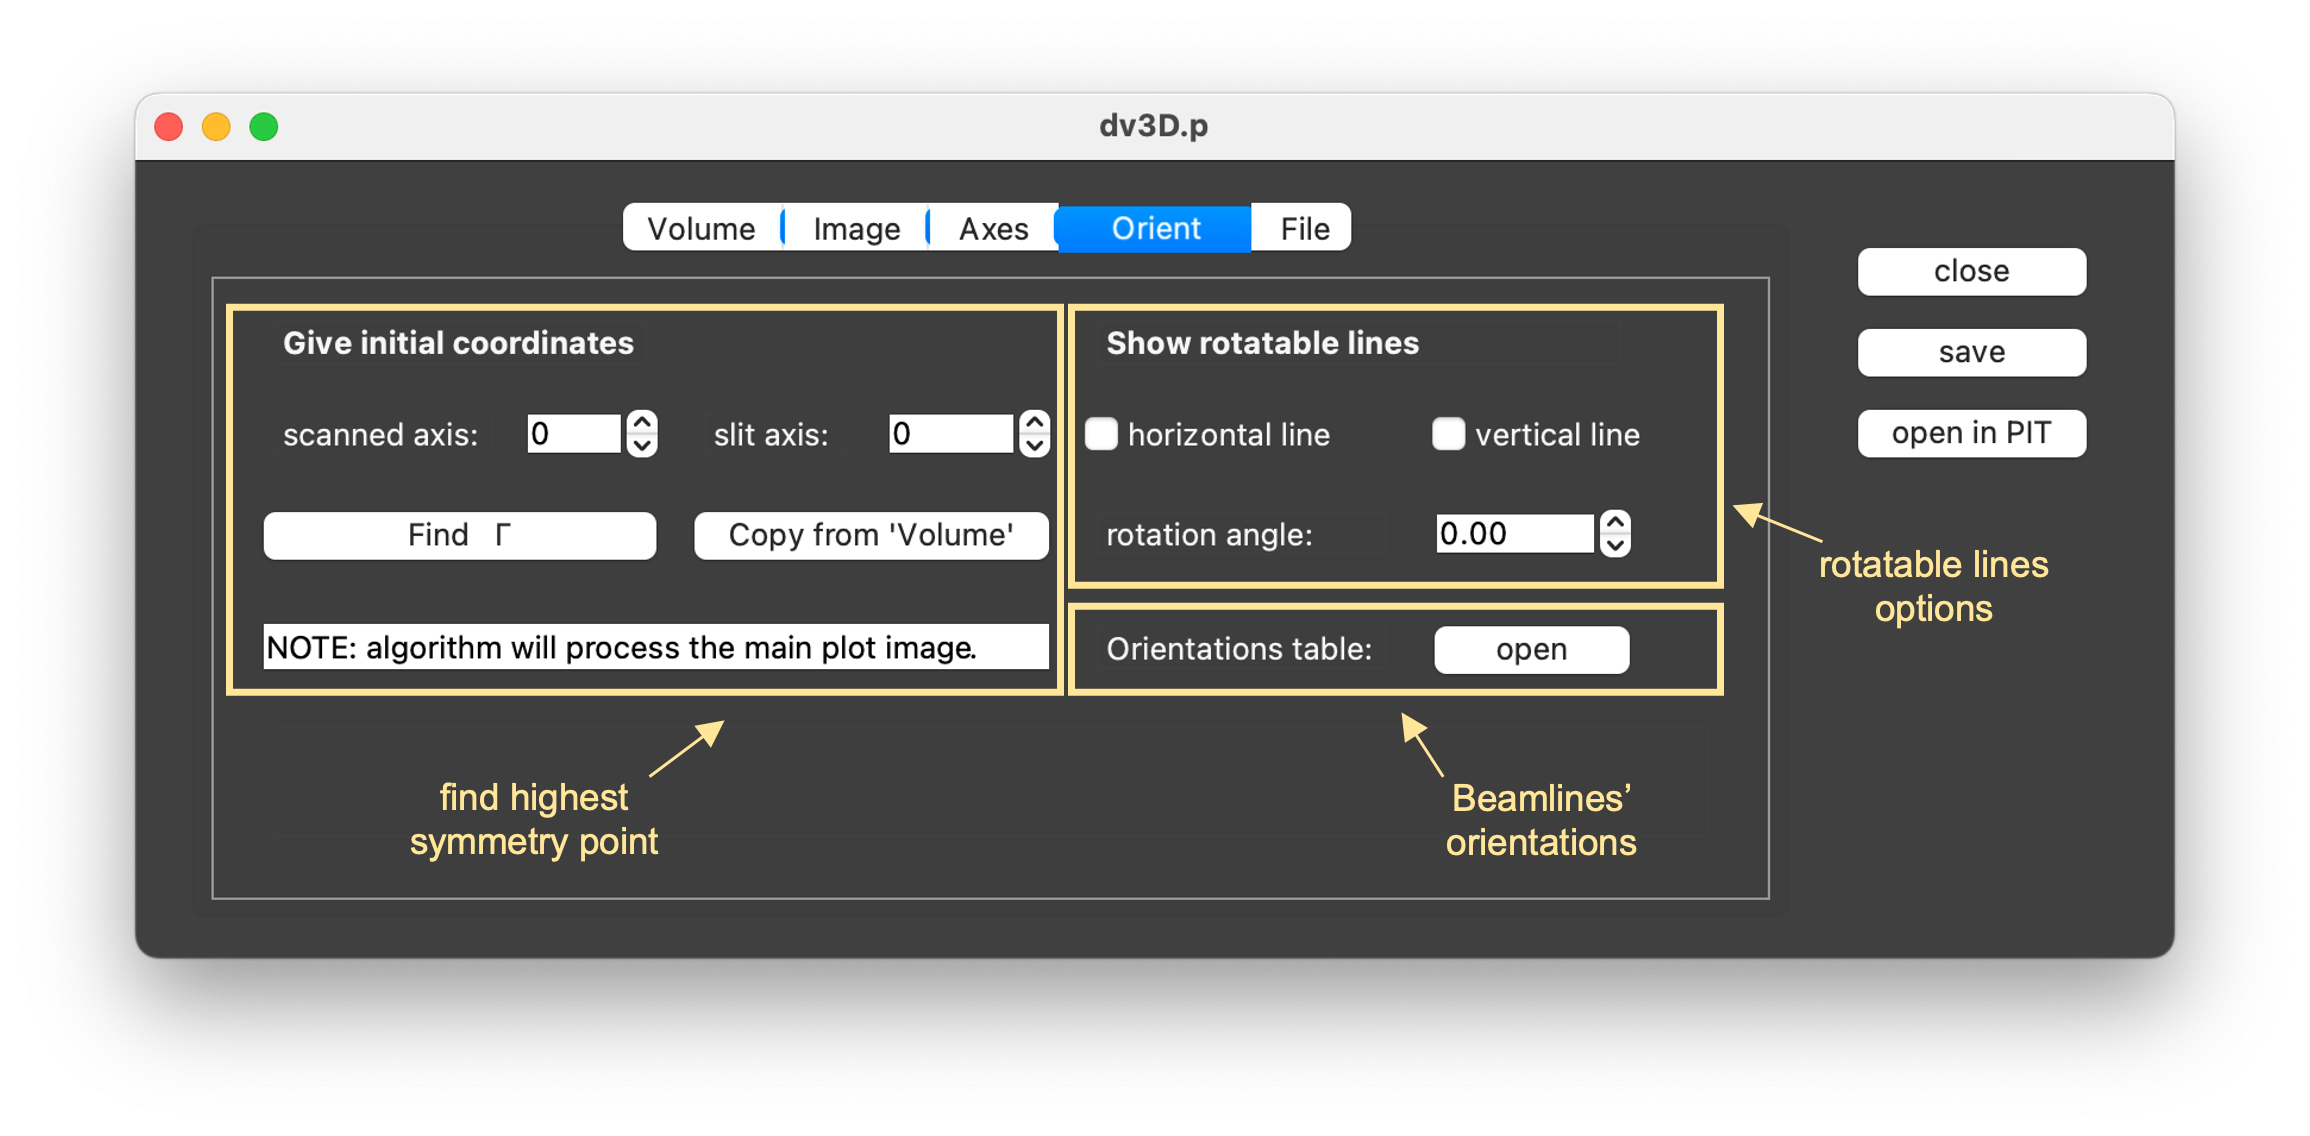 dv3D.p
Volume Image Axes Orient File
close
save
open in PIT
Give initial coordinates
scanned axis: 0 slit axis: 0
Find Γ Copy from 'Volume'
NOTE: algorithm will process the main plot image.
Show rotatable lines
horizontal line vertical line
rotation angle: 0.00
Orientations table: open
rotatable lines
options
find highest
symmetry point
Beamlines’
orientations